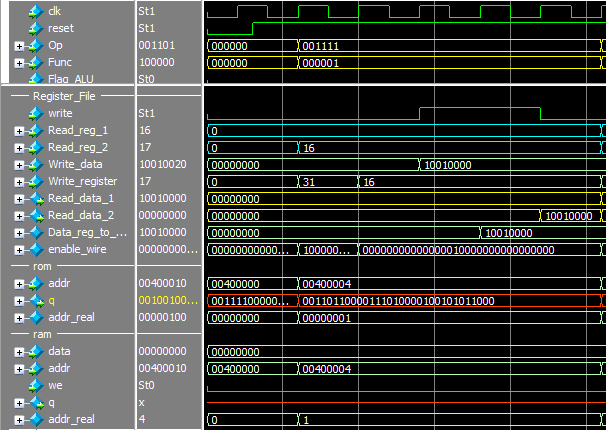 clk St1
reset St1
Op 001101 000000 001111
Func 100000 000000 000001
Flag_ALU St0
Register_File
write St1
Read_reg_1 16 0
Read_reg_2 17 0 16
Write_data 10010020 00000000 10010000
Write_register 17 0 31 16
Read_data_1 10010000 00000000
Read_data_2 00000000 00000000 10010000
Data_reg_to_... 10010000 00000000 10010000
enable_wire 00000000... 00000000000... 100000... 00000000000000010000000000000000
rom
addr 00400010 00400000 00400004
q 00100100... 00111100000... 00110110000111010000100101011000
addr_real 00000100 00000000 00000001
ram
data 00000000 00000000
addr 00400010 00400000 00400004
we St0
q x
addr_real 4 0 1